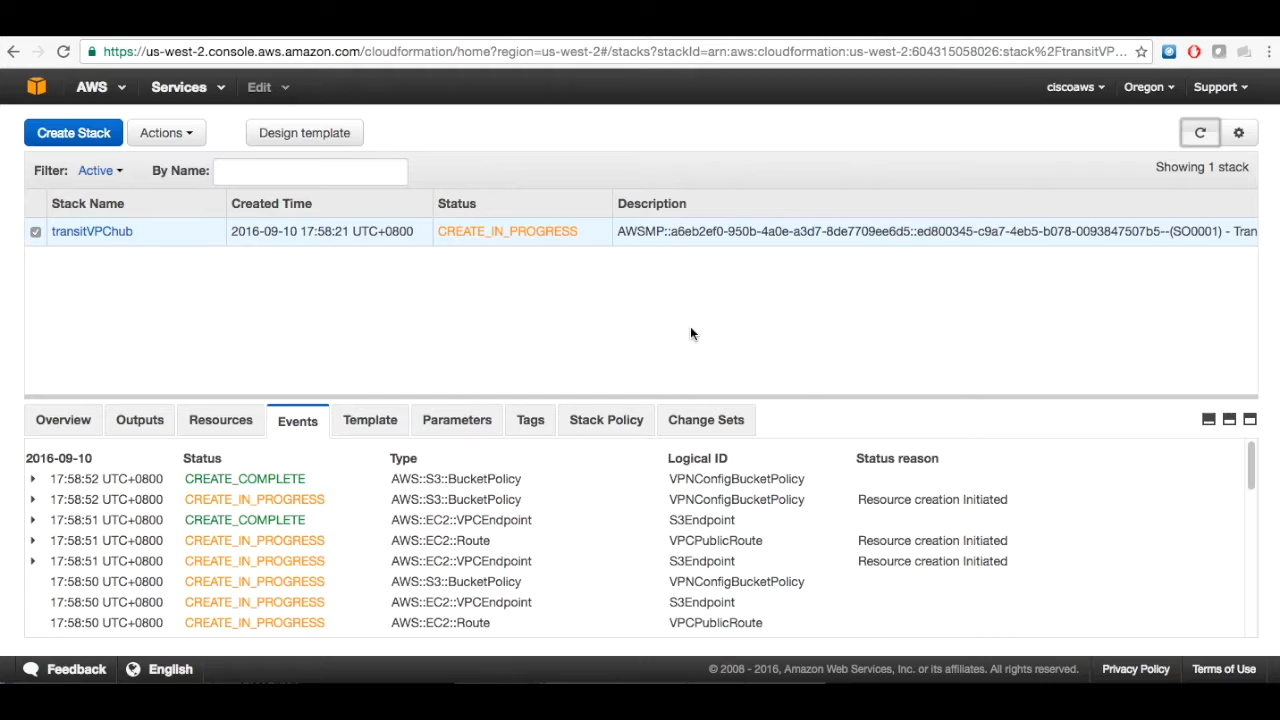 https://us-west-2.console.aws.amazon.com/cloudformation/home?region=us-west-2#/stacks?stackId=arn:aws:cloudformation:us-west-2:604315058026:stack%2FtransitVP...
AWS Services Edit ciscoaws Oregon Support
Create Stack Actions Design template
Filter: Active By Name: Showing 1 stack
Stack Name Created Time Status Description
transitVPChub 2016-09-10 17:58:21 UTC+0800 CREATE_IN_PROGRESS AWSMP::a6eb2ef0-950b-4a0e-a3d7-8de7709ee6d5::ed800345-c9a7-4eb5-b078-0093847507b5--(SO0001) - Tran
Overview Outputs Resources Events Template Parameters Tags Stack Policy Change Sets
2016-09-10 Status Type Logical ID Status reason
17:58:52 UTC+0800 CREATE_COMPLETE AWS::S3::BucketPolicy VPNConfigBucketPolicy
17:58:52 UTC+0800 CREATE_IN_PROGRESS AWS::S3::BucketPolicy VPNConfigBucketPolicy Resource creation Initiated
17:58:51 UTC+0800 CREATE_COMPLETE AWS::EC2::VPCEndpoint S3Endpoint
17:58:51 UTC+0800 CREATE_IN_PROGRESS AWS::EC2::Route VPCPublicRoute Resource creation Initiated
17:58:51 UTC+0800 CREATE_IN_PROGRESS AWS::EC2::VPCEndpoint S3Endpoint Resource creation Initiated
17:58:50 UTC+0800 CREATE_IN_PROGRESS AWS::S3::BucketPolicy VPNConfigBucketPolicy
17:58:50 UTC+0800 CREATE_IN_PROGRESS AWS::EC2::VPCEndpoint S3Endpoint
17:58:50 UTC+0800 CREATE_IN_PROGRESS AWS::EC2::Route VPCPublicRoute
Feedback English © 2008 - 2016, Amazon Web Services, Inc. or its affiliates. All rights reserved. Privacy Policy Terms of Use